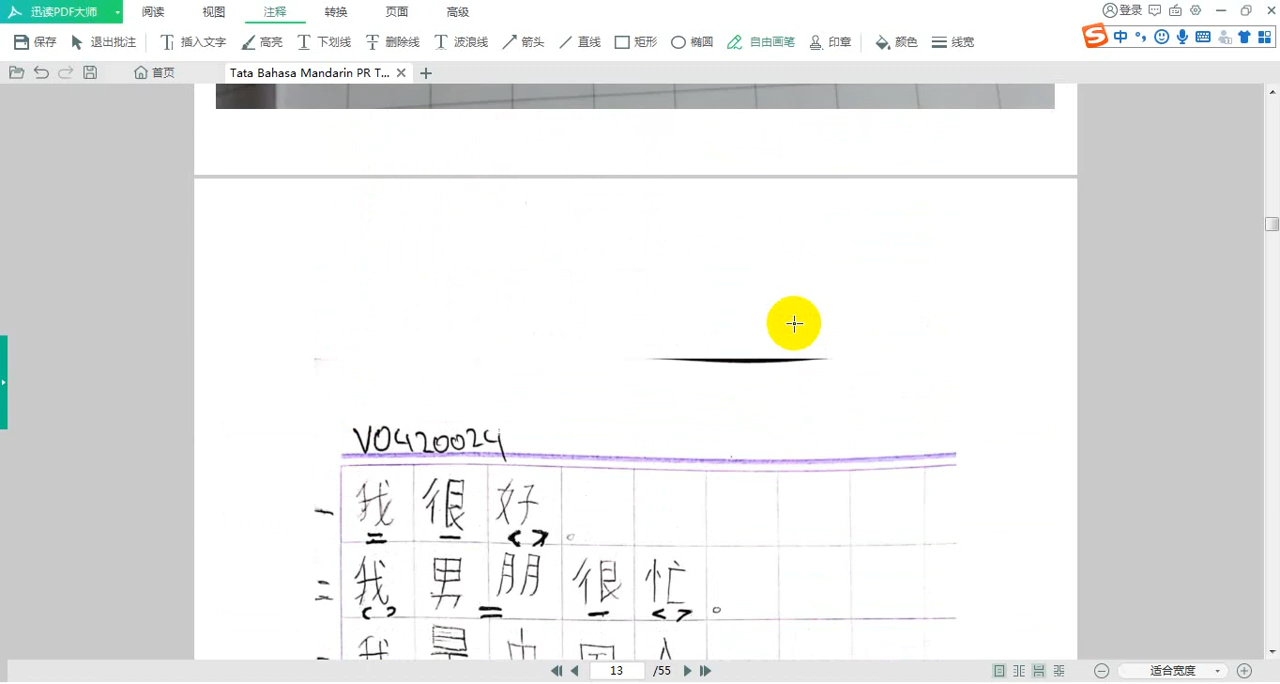 迅读PDF大师 阅读 视图 注释 转换 页面 高级 登录
保存 退出批注 插入文字 高亮 下划线 删除线 波浪线 箭头 直线 矩形 椭圆 自由画笔 印章 颜色 线宽 中
首页 Tata Bahasa Mandarin PR T...
V0420024
一 我很好。
二 我男朋很忙。
13 /55 适合宽度